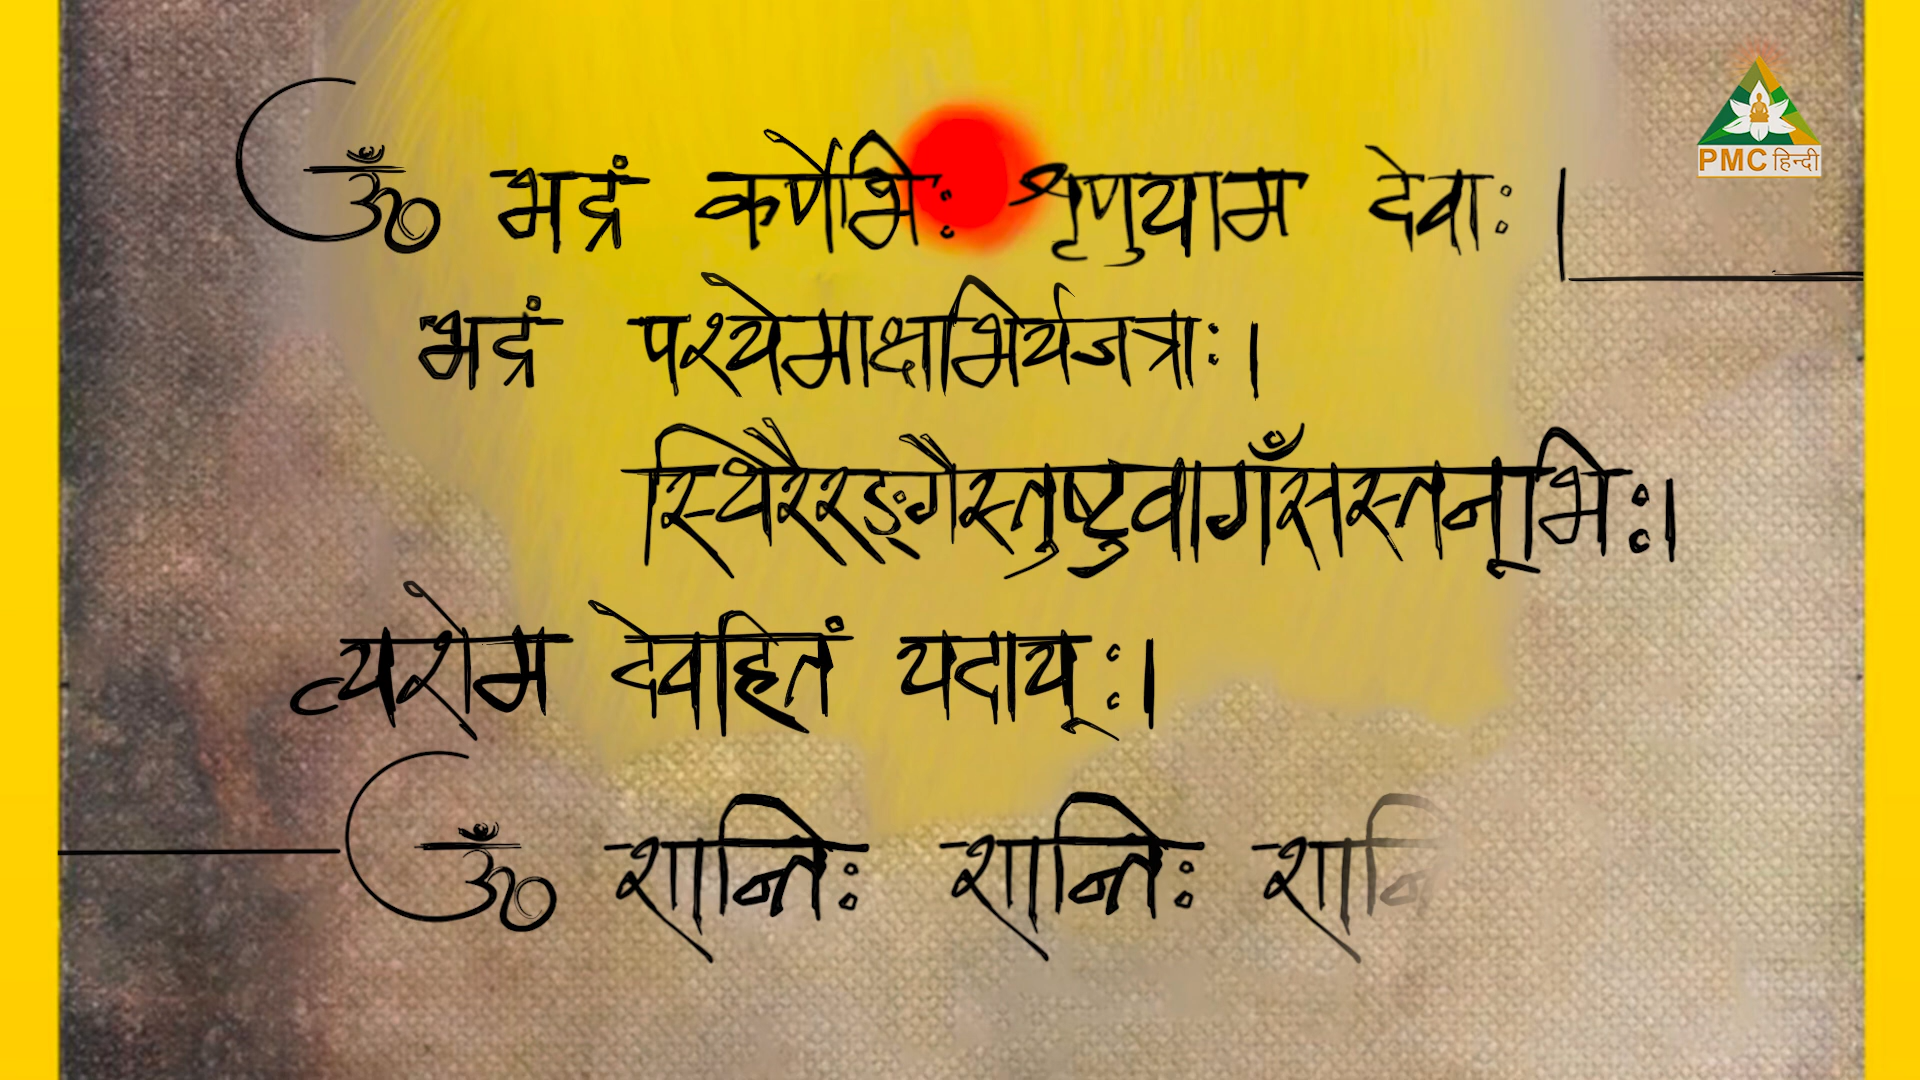 ॐ भद्रं कर्णेभिः श्रृणुयाम देवाः ।
भद्रं पश्येमाक्षभिर्यजत्राः ।
स्थिरैरङ्गैस्तुष्टुवागँसस्तनूभिः ।
व्यशेम देवहितं यदायूः ।
ॐ शान्तिः शान्तिः शान्ति
PMC हिन्दी